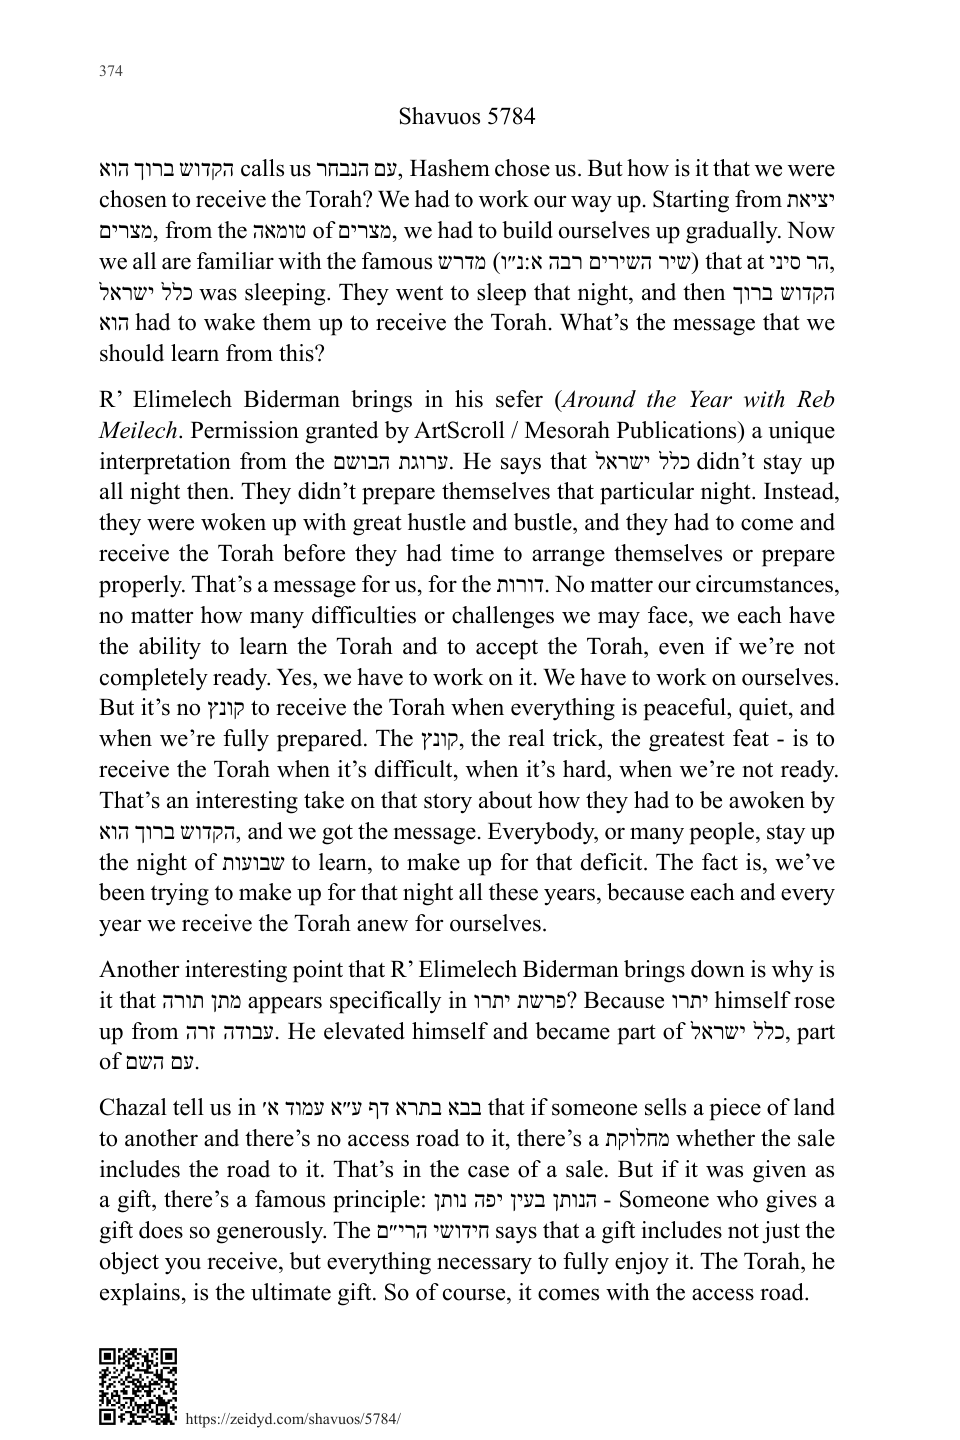 374
Shavuos 5784
הקדוש ברוך הוא calls us עם הנבחר, Hashem chose us. But how is it that we were
chosen to receive the Torah? We had to work our way up. Starting from יציאת
מצרים, from the טומאה of מצרים, we had to build ourselves up gradually. Now
we all are familiar with the famous מדרש (שיר השירים רבה א:נ״ו) that at הר סיני,
כלל ישראל was sleeping. They went to sleep that night, and then הקדוש ברוך
הוא had to wake them up to receive the Torah. What’s the message that we
should learn from this?
R’ Elimelech Biderman brings in his sefer (Around the Year with Reb
Meilech. Permission granted by ArtScroll / Mesorah Publications) a unique
interpretation from the ערוגת הבושם. He says that כלל ישראל didn’t stay up
all night then. They didn’t prepare themselves that particular night. Instead,
they were woken up with great hustle and bustle, and they had to come and
receive the Torah before they had time to arrange themselves or prepare
properly. That’s a message for us, for the דורות. No matter our circumstances,
no matter how many difficulties or challenges we may face, we each have
the ability to learn the Torah and to accept the Torah, even if we’re not
completely ready. Yes, we have to work on it. We have to work on ourselves.
But it’s no קונץ to receive the Torah when everything is peaceful, quiet, and
when we’re fully prepared. The קונץ, the real trick, the greatest feat - is to
receive the Torah when it’s difficult, when it’s hard, when we’re not ready.
That’s an interesting take on that story about how they had to be awoken by
הקדוש ברוך הוא, and we got the message. Everybody, or many people, stay up
the night of שבועות to learn, to make up for that deficit. The fact is, we’ve
been trying to make up for that night all these years, because each and every
year we receive the Torah anew for ourselves.
Another interesting point that R’ Elimelech Biderman brings down is why is
it that מתן תורה appears specifically in פרשת יתרו? Because יתרו himself rose
up from עבודה זרה. He elevated himself and became part of כלל ישראל, part
of עם השם.
Chazal tell us in בבא בתרא דף ע״א עמוד א׳ that if someone sells a piece of land
to another and there’s no access road to it, there’s a מחלוקת whether the sale
includes the road to it. That’s in the case of a sale. But if it was given as
a gift, there’s a famous principle: הנותן בעין יפה נותן - Someone who gives a
gift does so generously. The חידושי הרי״ם says that a gift includes not just the
object you receive, but everything necessary to fully enjoy it. The Torah, he
explains, is the ultimate gift. So of course, it comes with the access road.
https://zeidyd.com/shavuos/5784/